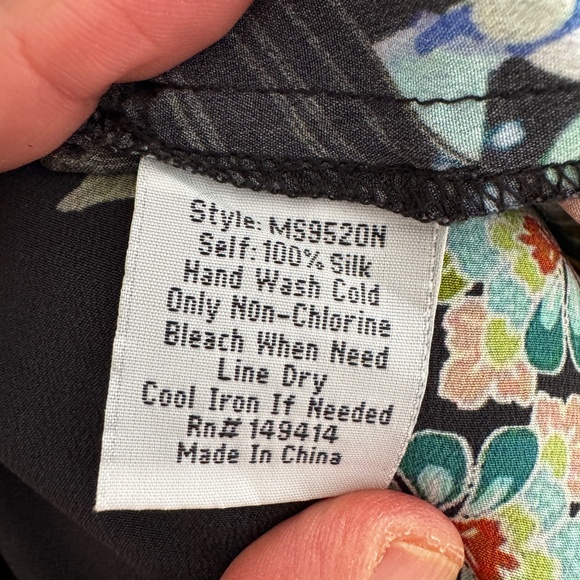 Style: MS9520N
Self: 100% Silk
Hand Wash Cold
Only Non-Chlorine
Bleach When Need
Line Dry
Cool Iron If Needed
Rn# 149414
Made In China